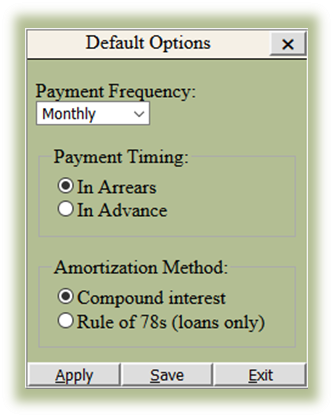 Default Options
Payment Frequency:
Monthly
Payment Timing:
In Arrears
In Advance
Amortization Method:
Compound interest
Rule of 78s (loans only)
Apply Save Exit